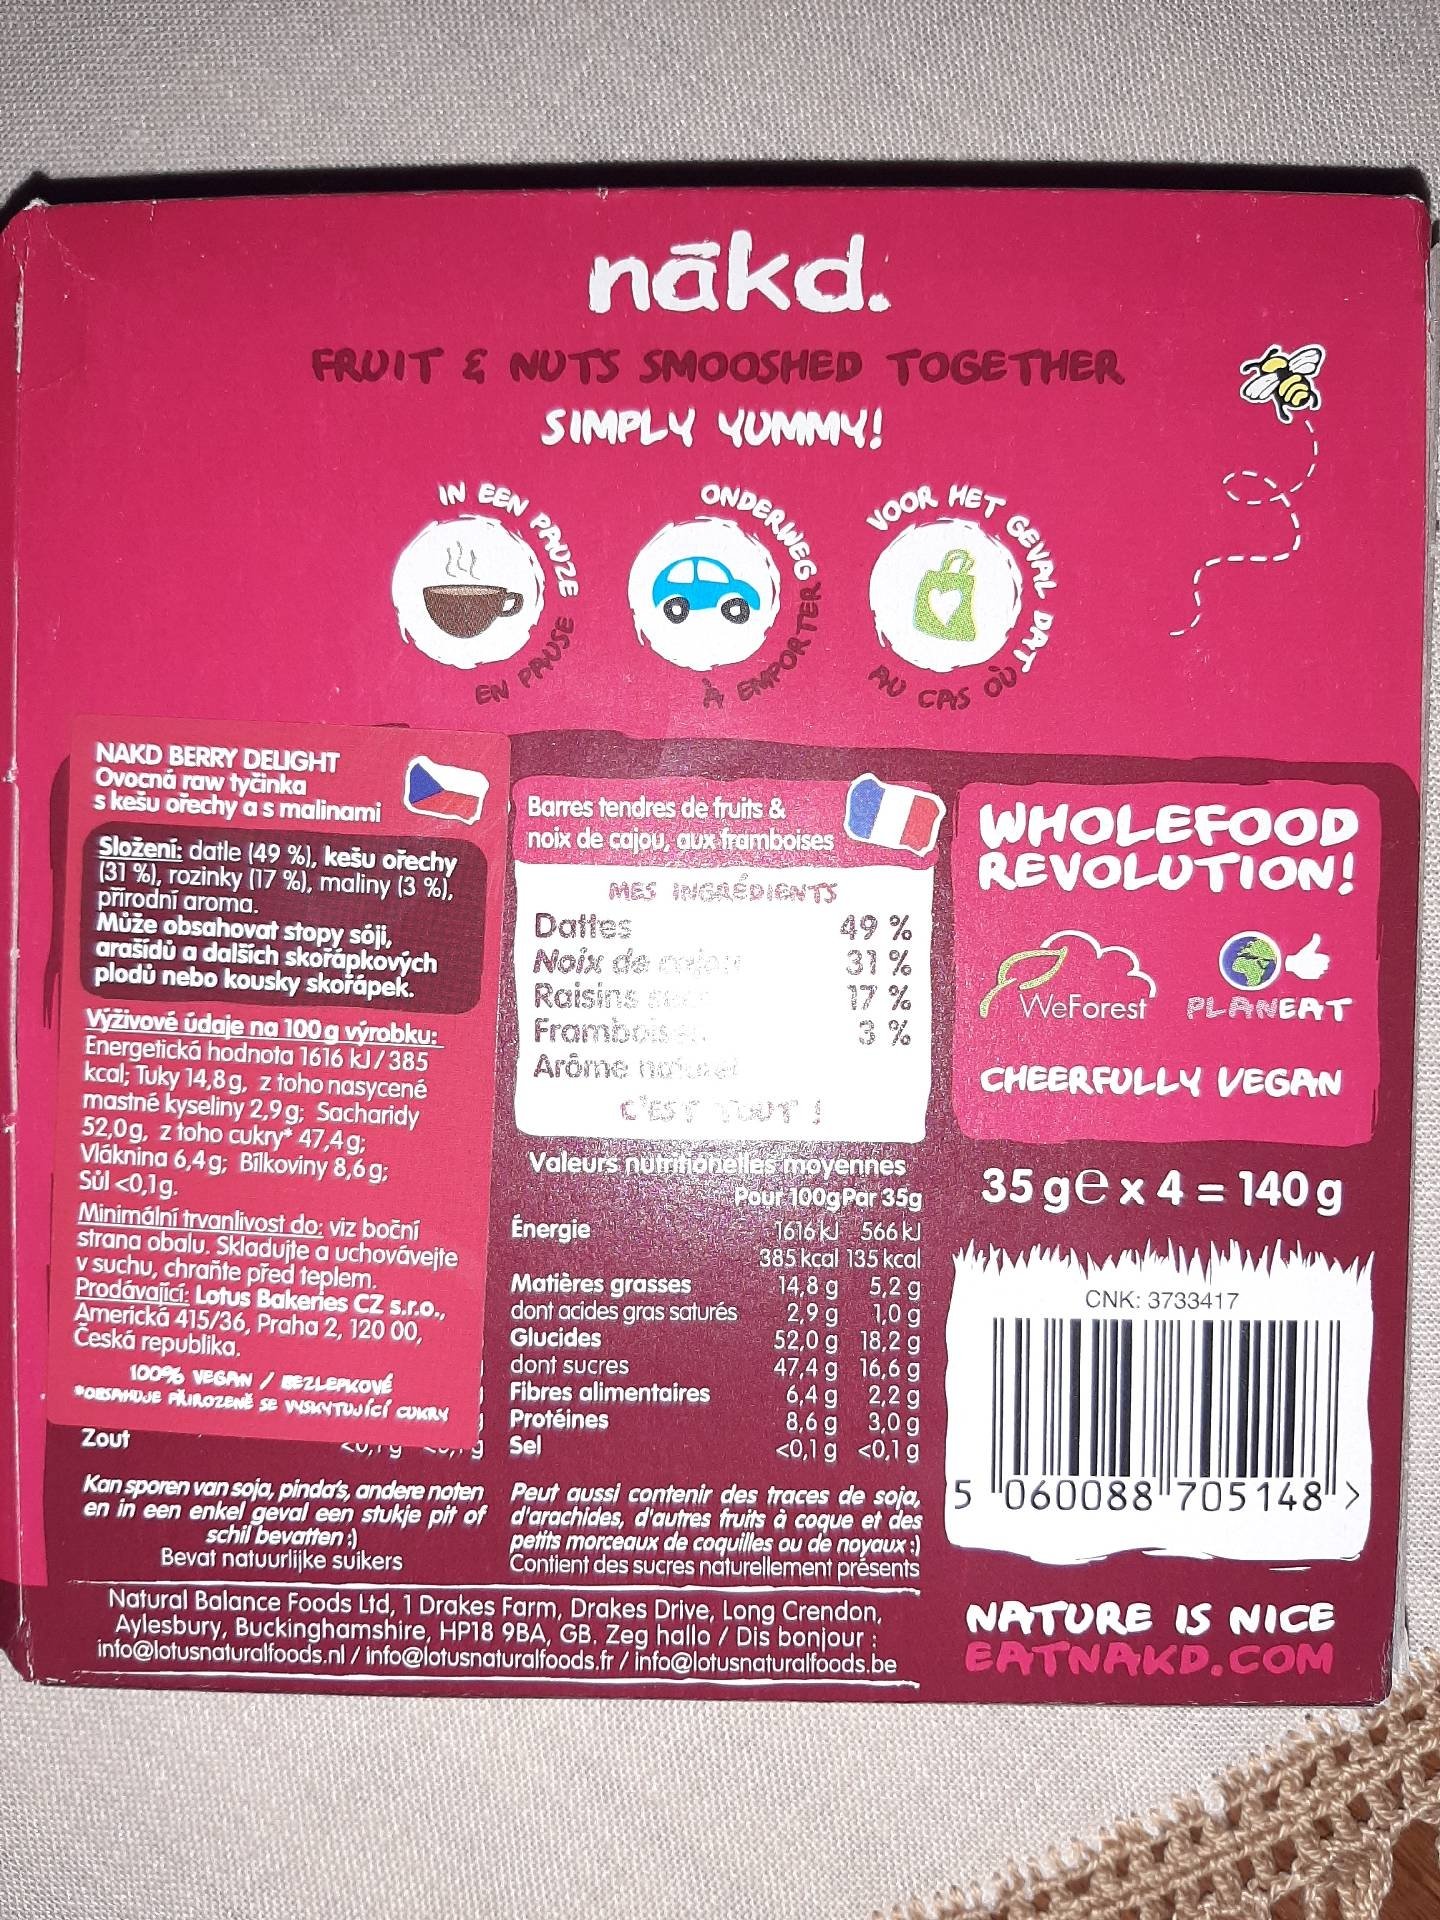 nākd.
FRUIT & NUTS SMOOSHED TOGETHER
SIMPLY YUMMY!
IN EEN PAUZE
EN PAUSE
ONDERWEG
À EMPORTER
VOOR HET GEVAL DAT
AU CAS OÙ
NAKD BERRY DELIGHT
Ovocná raw tyčinka
s kešu ořechy a s malinami
Složení: datle (49 %), kešu ořechy
(31 %), rozinky (17 %), maliny (3 %),
přírodní aroma.
Může obsahovat stopy sóji,
arašídů a dalších skořápkových
plodů nebo kousky skořápek.
Výživové údaje na 100 g výrobku:
Energetická hodnota 1616 kJ / 385
kcal; Tuky 14,8 g, z toho nasycené
mastné kyseliny 2,9 g; Sacharidy
52,0 g, z toho cukry* 47,4 g;
Vláknina 6,4 g; Bílkoviny 8,6 g;
Sůl <0,1 g.
Minimální trvanlivost do: viz boční
strana obalu. Skladujte a uchovávejte
v suchu, chraňte před teplem.
Prodávající: Lotus Bakeries CZ s.r.o.,
Americká 415/36, Praha 2, 120 00,
Česká republika.
100% VEGAN / BEZLEPKOVÉ
*OBSAHUJE PŘIROZENĚ SE VYSKYTUJÍCÍ CUKRY
Zout
Kan sporen van soja, pinda's, andere noten
en in een enkel geval een stukje pit of
schil bevatten :)
Bevat natuurlijke suikers
Barres tendres de fruits &
noix de cajou, aux framboises
MES INGRÉDIENTS
Dattes 49 %
Noix de cajou 31 %
Raisins 17 %
Framboises 3 %
Arôme naturel
C'EST TOUT !
Valeurs nutritionelles moyennes
Pour 100g Par 35g
Énergie 1616 kJ 566 kJ
385 kcal 135 kcal
Matières grasses 14,8 g 5,2 g
dont acides gras saturés 2,9 g 1,0 g
Glucides 52,0 g 18,2 g
dont sucres 47,4 g 16,6 g
Fibres alimentaires 6,4 g 2,2 g
Protéines 8,6 g 3,0 g
Sel <0,1 g <0,1 g
Peut aussi contenir des traces de soja,
d'arachides, d'autres fruits à coque et des
petits morceaux de coquilles ou de noyaux :)
Contient des sucres naturellement présents
Natural Balance Foods Ltd, 1 Drakes Farm, Drakes Drive, Long Crendon,
Aylesbury, Buckinghamshire, HP18 9BA, GB. Zeg hallo / Dis bonjour :
info@lotusnaturalfoods.nl / info@lotusnaturalfoods.fr / info@lotusnaturalfoods.be
WHOLEFOOD
REVOLUTION!
WeForest
PLANEAT
CHEERFULLY VEGAN
35 g e x 4 = 140 g
CNK: 3733417
5 060088 705148 >
NATURE IS NICE
EATNAKD.COM